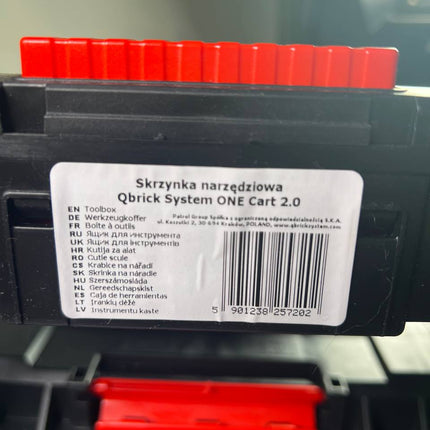 Skrzynka narzędziowa
Qbrick System ONE Cart 2.0
Patrol Group Spółka z ograniczoną odpowiedzialnością S.K.A.
ul. Koszutki 2, 30-694 Kraków, POLAND, www.qbricksystem.com
EN Toolbox
DE Werkzeugkoffer
FR Boîte à outils
RU Ящик для инструмента
UK Ящик для інструментів
HR Kutija za alat
RO Cutie scule
CS Krabice na nářadí
SK Skrinka na náradie
HU Szerszámosláda
NL Gereedschapskist
ES Caja de herramientas
LT Įrankių dėžė
LV Instrumentu kaste
5 901238 257202